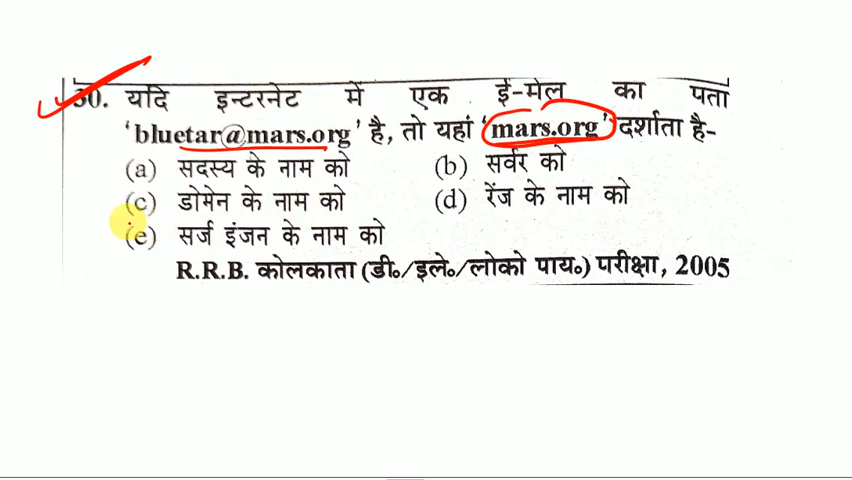 30. यदि इन्टरनेट में एक ई-मेल का पता
'bluetar@mars.org' है, तो यहां 'mars.org' दर्शाता है-
(a) सदस्य के नाम को (b) सर्वर को
(c) डोमेन के नाम को (d) रेंज के नाम को
(e) सर्ज इंजन के नाम को
R.R.B. कोलकाता (डी०/इले०/लोको पाय०) परीक्षा, 2005